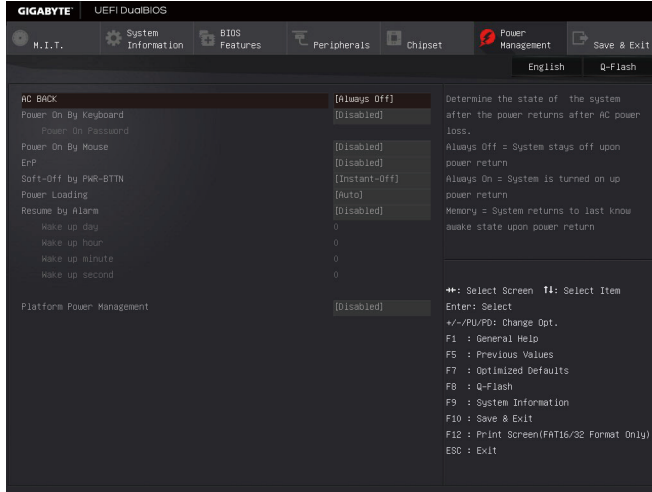 GIGABYTE™ UEFI DualBIOS
M.I.T. System Information BIOS Features Peripherals Chipset Power Management Save & Exit
English Q-Flash
AC BACK [Always Off]
Power On By Keyboard [Disabled]
Power On Password
Power On By Mouse [Disabled]
ErP [Disabled]
Soft-Off by PWR-BTTN [Instant-Off]
Power Loading [Auto]
Resume by Alarm [Disabled]
Wake up day 0
Wake up hour 0
Wake up minute 0
Wake up second 0
Platform Power Management [Disabled]
Determine the state of the system
after the power returns after AC power
loss.
Always Off = System stays off upon
power return
Always On = System is turned on up
power return
Memory = System returns to last know
awake state upon power return
→←: Select Screen ↑↓: Select Item
Enter: Select
+/-/PU/PD: Change Opt.
F1 : General Help
F5 : Previous Values
F7 : Optimized Defaults
F8 : Q-Flash
F9 : System Information
F10 : Save & Exit
F12 : Print Screen(FAT16/32 Format Only)
ESC : Exit